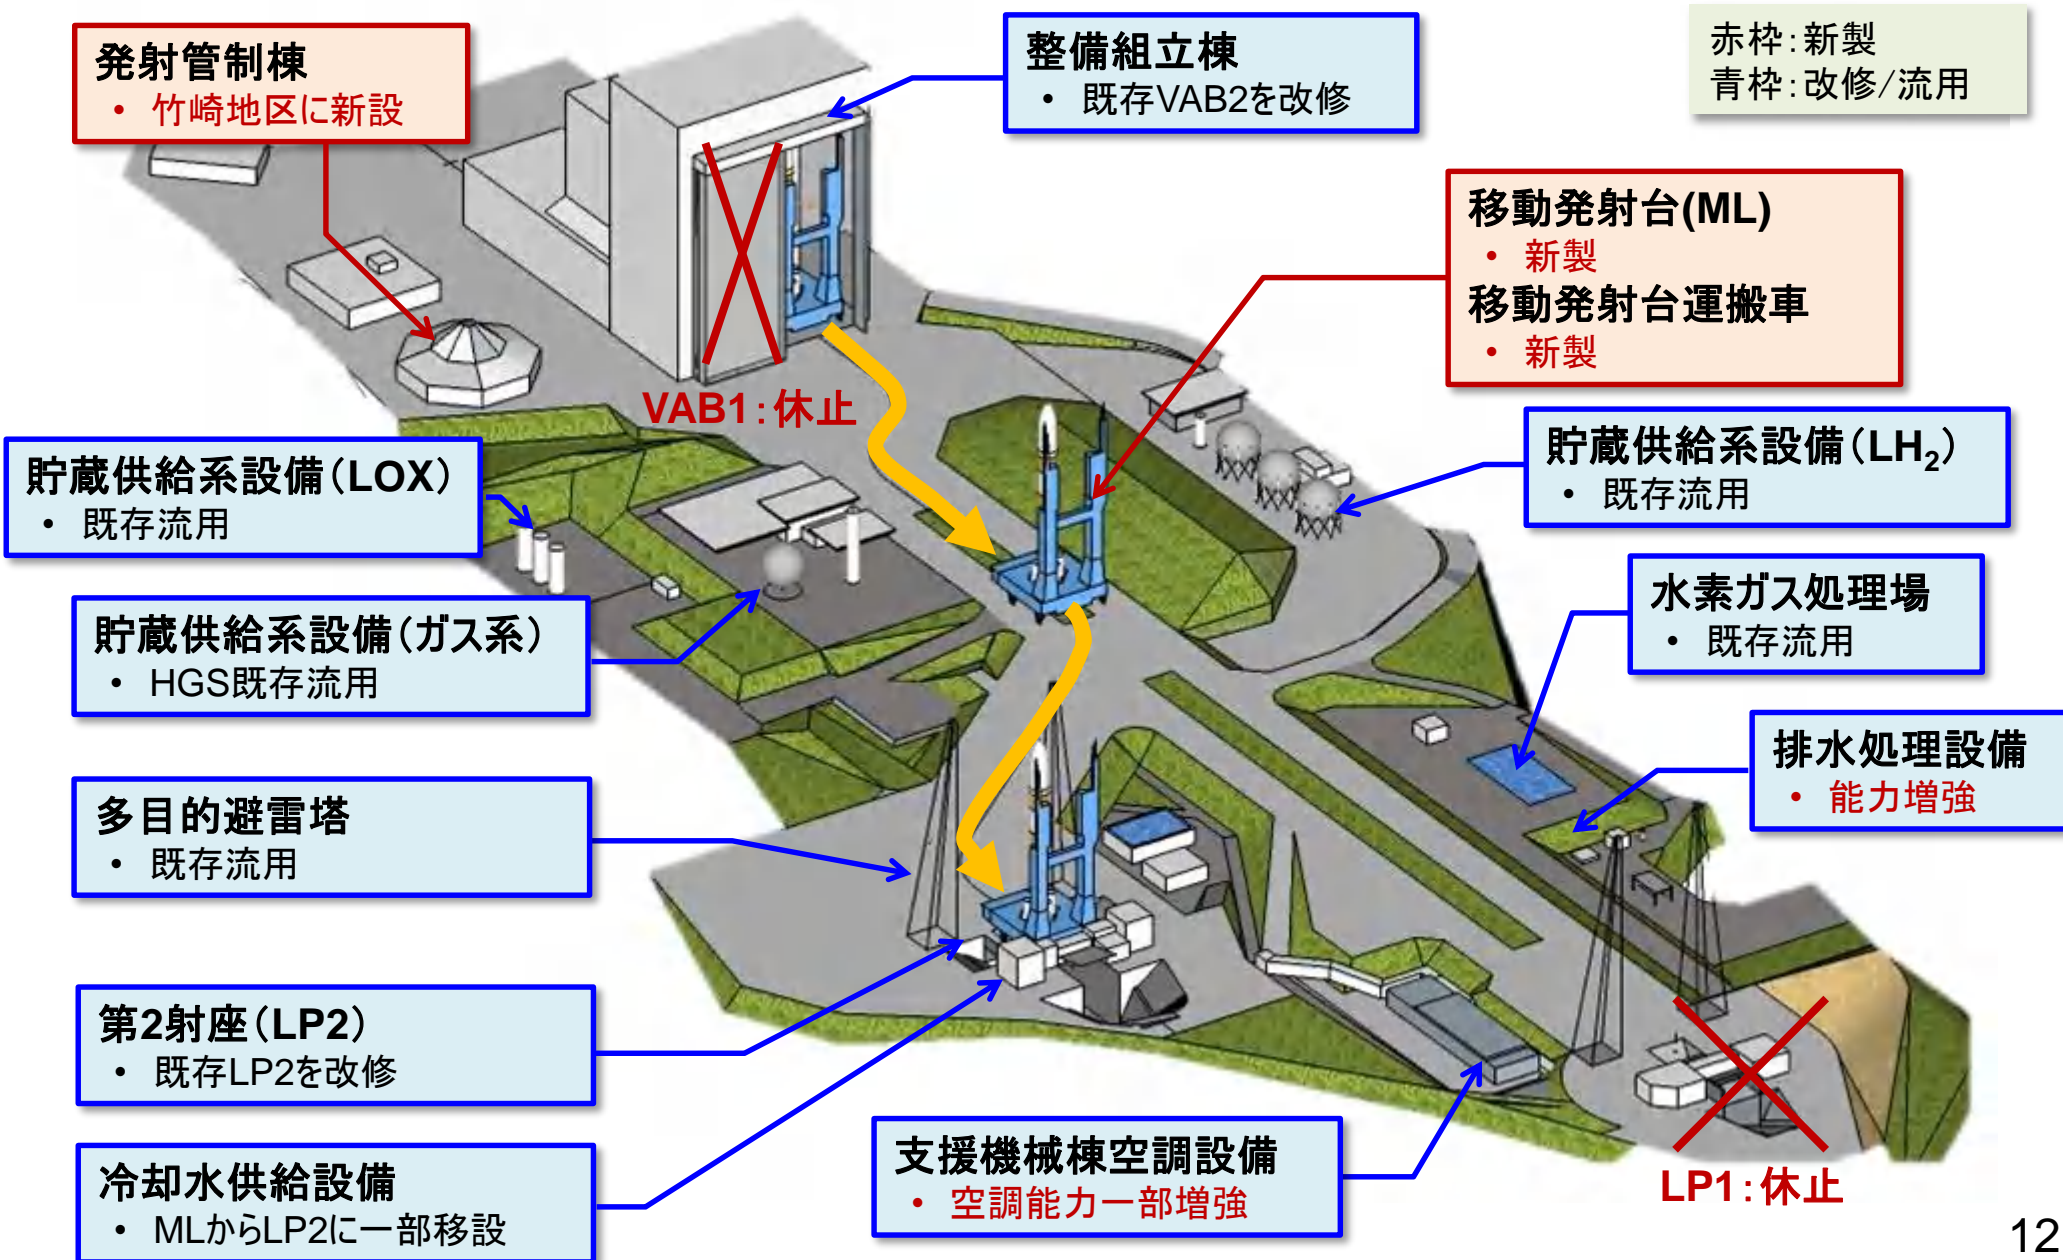 発射管制棟
• 竹崎地区に新設
整備組立棟
• 既存VAB2を改修
赤枠：新製
青枠：改修/流用
移動発射台(ML)
• 新製
移動発射台運搬車
• 新製
VAB1：休止
貯蔵供給系設備（LOX）
• 既存流用
貯蔵供給系設備（LH₂）
• 既存流用
水素ガス処理場
• 既存流用
貯蔵供給系設備（ガス系）
• HGS既存流用
排水処理設備
• 能力増強
多目的避雷塔
• 既存流用
第2射座（LP2）
• 既存LP2を改修
支援機械棟空調設備
• 空調能力一部増強
冷却水供給設備
• MLからLP2に一部移設
LP1：休止
12